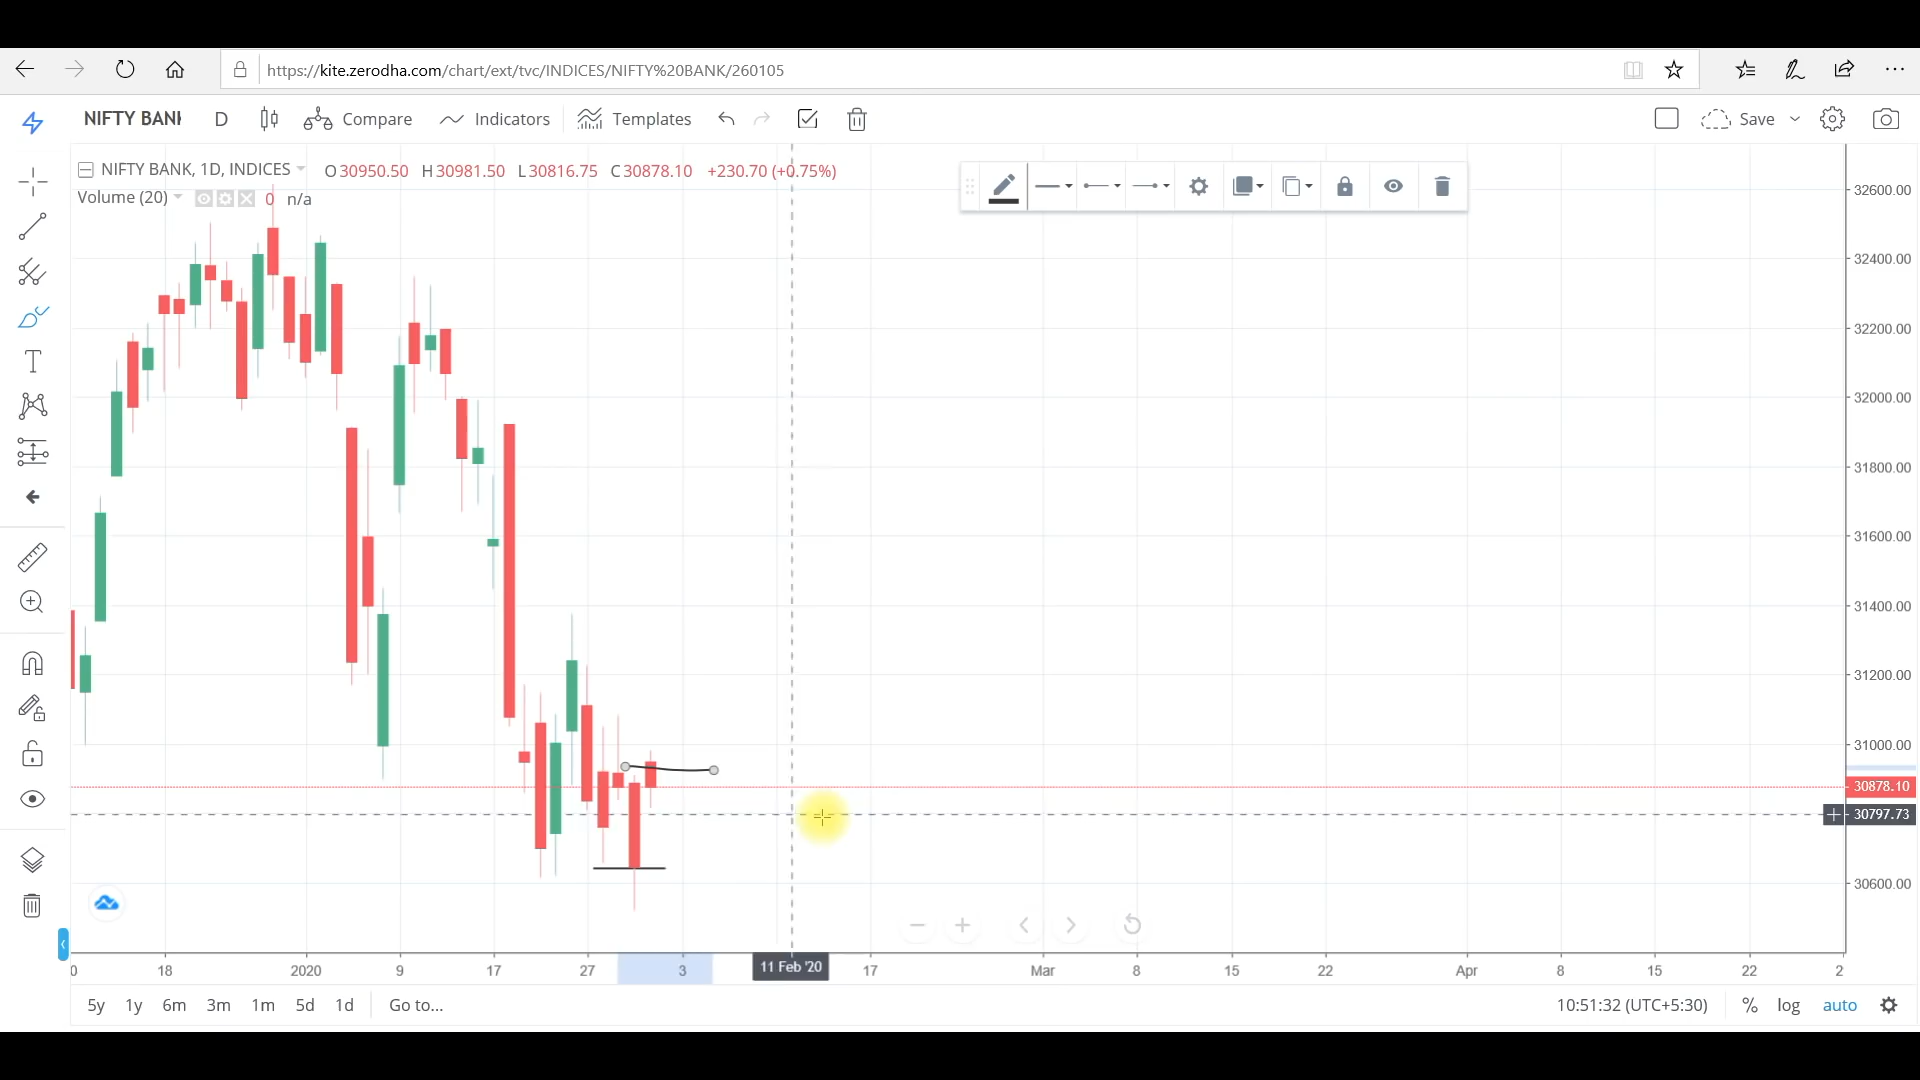 https://kite.zerodha.com/chart/ext/tvc/INDICES/NIFTY%20BANK/260105
NIFTY BANK D Compare Indicators Templates Save
NIFTY BANK, 1D, INDICES O30950.50 H30981.50 L30816.75 C30878.10 +230.70 (+0.75%)
Volume (20) 0 n/a
32600.00
32400.00
32200.00
32000.00
31800.00
31600.00
31400.00
31200.00
31000.00
30878.10
30797.73
30600.00
0 18 2020 9 17 27 3 11 Feb '20 17 Mar 8 15 22 Apr 8 15 22 2
5y 1y 6m 3m 1m 5d 1d Go to... 10:51:32 (UTC+5:30) % log auto